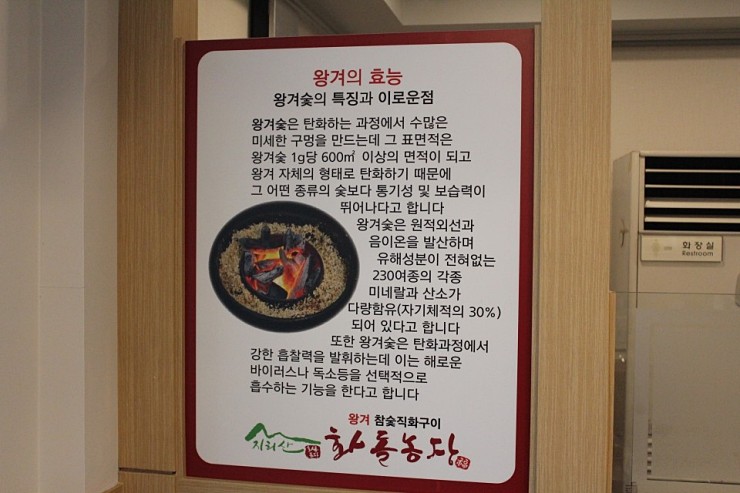 왕겨의 효능
왕겨숯의 특징과 이로운점
왕겨숯은 탄화하는 과정에서 수많은
미세한 구멍을 만드는데 그 표면적은
왕겨숯 1g당 600㎡ 이상의 면적이 되고
왕겨 자체의 형태로 탄화하기 때문에
그 어떤 종류의 숯보다 통기성 및 보습력이
뛰어나다고 합니다
왕겨숯은 원적외선과
음이온을 발산하며
유해성분이 전혀없는
230여종의 각종
미네랄과 산소가
다량함유(자기체적의 30%)
되어 있다고 합니다
또한 왕겨숯은 탄화과정에서
강한 흡찰력을 발휘하는데 이는 해로운
바이러스나 독소등을 선택적으로
흡수하는 기능을 한다고 합니다
왕겨 참숯직화구이
지리산 화돌농장
화장실
Restroom